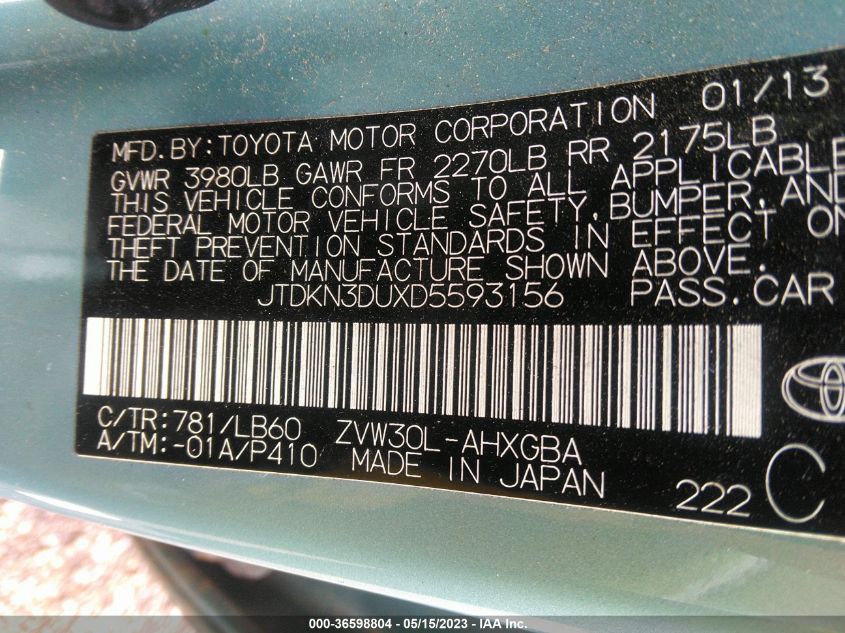 MFD.BY:TOYOTA MOTOR CORPORATION 01/13
GVWR 3980LB GAWR FR 2270LB RR 2175LB
THIS VEHICLE CONFORMS TO ALL APPLICABLE
FEDERAL MOTOR VEHICLE SAFETY,BUMPER,AND
THEFT PREVENTION STANDARDS IN EFFECT ON
THE DATE OF MANUFACTURE SHOWN ABOVE.
JTDKN3DUXD5593156 PASS.CAR
C/TR:781/LB60 ZVW30L-AHXGBA
A/TM:-01A/P410 MADE IN JAPAN
222 C
000-36598804 - 05/15/2023 - IAA Inc.